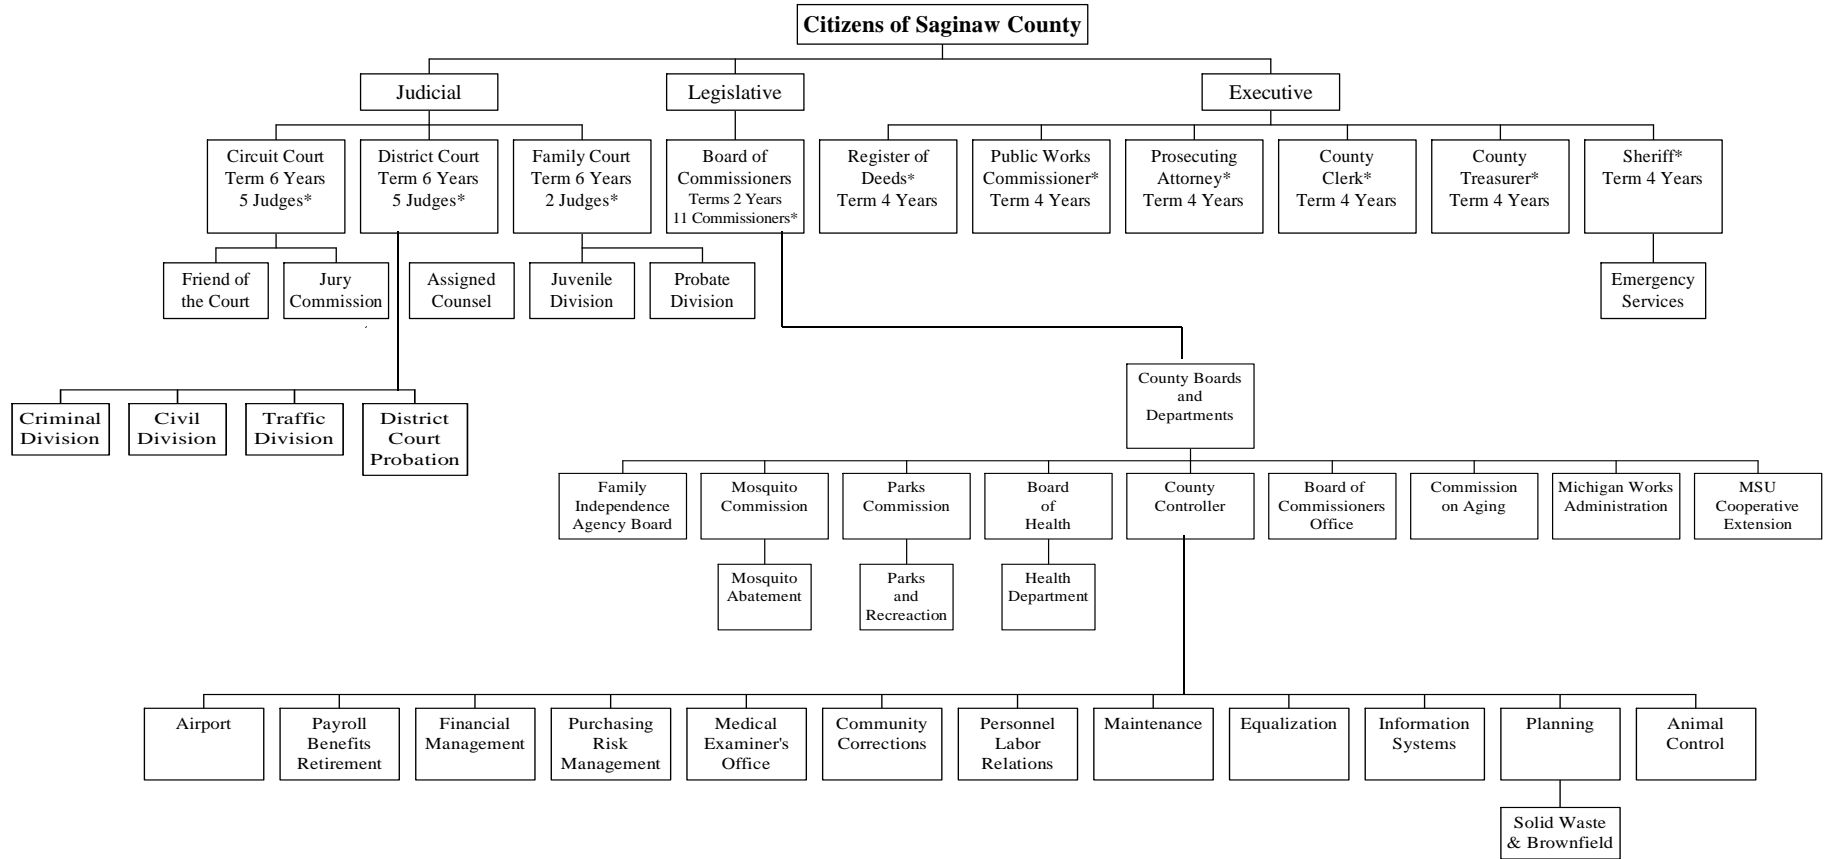 Citizens of Saginaw County
Judicial
Legislative
Executive
Circuit Court
Term 6 Years
5 Judges*
District Court
Term 6 Years
5 Judges*
Family Court
Term 6 Years
2 Judges*
Board of
Commissioners
Terms 2 Years
11 Commissioners*
Register of
Deeds*
Term 4 Years
Public Works
Commissioner*
Term 4 Years
Prosecuting
Attorney*
Term 4 Years
County
Clerk*
Term 4 Years
County
Treasurer*
Term 4 Years
Sheriff*
Term 4 Years
Friend of
the Court
Jury
Commission
Assigned
Counsel
Juvenile
Division
Probate
Division
Emergency
Services
County Boards
and
Departments
Criminal
Division
Civil
Division
Traffic
Division
District
Court
Probation
Family
Independence
Agency Board
Mosquito
Commission
Parks
Commission
Board
of
Health
County
Controller
Board of
Commissioners
Office
Commission
on Aging
Michigan Works
Administration
MSU
Cooperative
Extension
Mosquito
Abatement
Parks
and
Recreaction
Health
Department
Airport
Payroll
Benefits
Retirement
Financial
Management
Purchasing
Risk
Management
Medical
Examiner's
Office
Community
Corrections
Personnel
Labor
Relations
Maintenance
Equalization
Information
Systems
Planning
Animal
Control
Solid Waste
& Brownfield